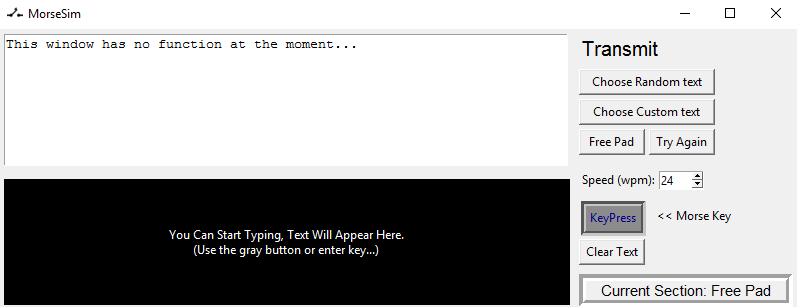 MorseSim
This window has no function at the moment...
Transmit
Choose Random text
Choose Custom text
Free Pad
Try Again
Speed (wpm): 24
KeyPress
<< Morse Key
Clear Text
Current Section: Free Pad
You Can Start Typing, Text Will Appear Here.
(Use the gray button or enter key...)